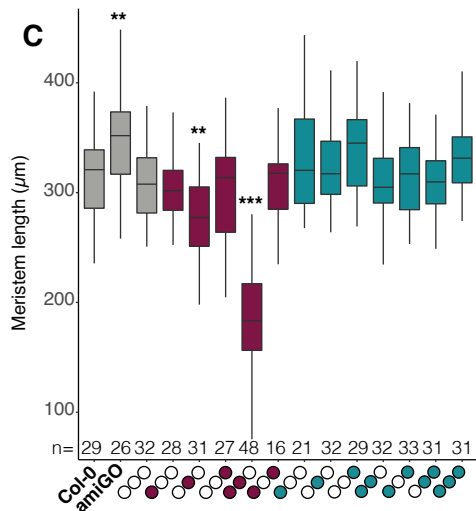 C
Meristem length (µm)
400
300
200
100
**
**
***
n= 29 26 32 28 31 27 48 16 21 32 29 32 33 31 31
Col-0
amiGO